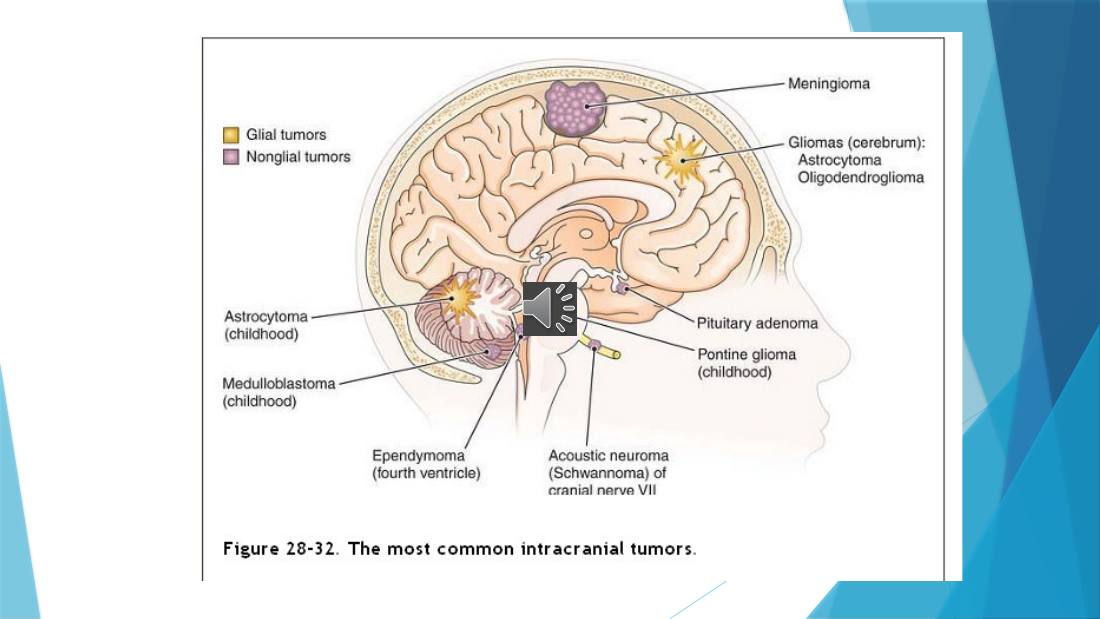 Meningioma
Glial tumors
Nonglial tumors
Gliomas (cerebrum):
Astrocytoma
Oligodendroglioma
Astrocytoma
(childhood)
Pituitary adenoma
Pontine glioma
(childhood)
Medulloblastoma
(childhood)
Ependymoma
(fourth ventricle)
Acoustic neuroma
(Schwannoma) of
cranial nerve VII
Figure 28-32. The most common intracranial tumors.